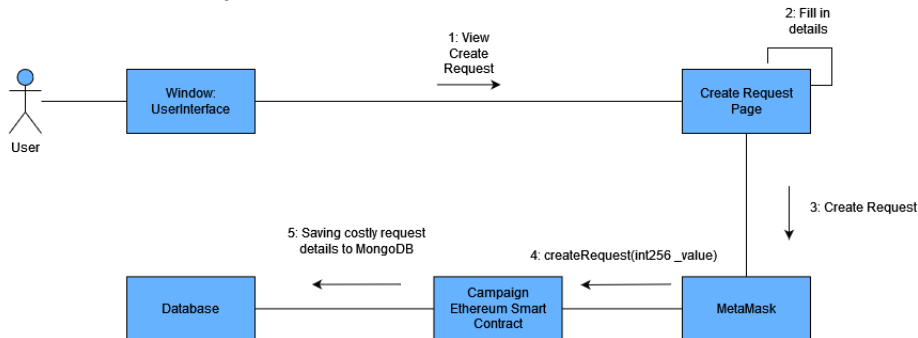 2: Fill in
details
1: View
Create
Request
Window:
UserInterface
Create Request
Page
User
3: Create Request
5: Saving costly request
details to MongoDB
4: createRequest(int256 _value)
Database
Campaign
Ethereum Smart
Contract
MetaMask